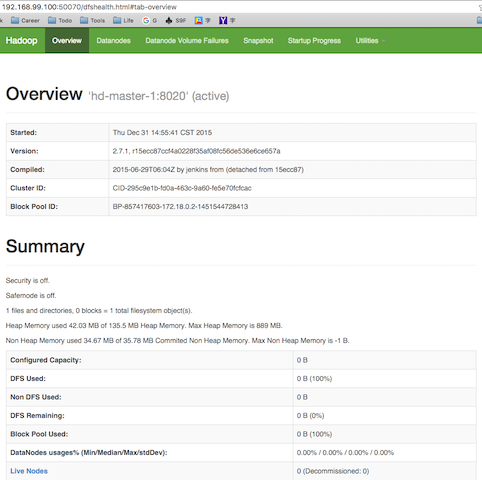 192.168.99.100:50070/dfshealth.html#tab-overview
Career Todo Tools Life G S9F 字 字
Hadoop Overview Datanodes Datanode Volume Failures Snapshot Startup Progress Utilities
Overview 'hd-master-1:8020' (active)
Started: Thu Dec 31 14:55:41 CST 2015
Version: 2.7.1, r15ecc87ccf4a0228f35af08fc56de536e6ce657a
Compiled: 2015-06-29T06:04Z by jenkins from (detached from 15ecc87)
Cluster ID: CID-295c9e1b-fd0a-463c-9a60-fe5e70fcfcac
Block Pool ID: BP-857417603-172.18.0.2-1451544728413
Summary
Security is off.
Safemode is off.
1 files and directories, 0 blocks = 1 total filesystem object(s).
Heap Memory used 42.03 MB of 135.5 MB Heap Memory. Max Heap Memory is 889 MB.
Non Heap Memory used 34.67 MB of 35.78 MB Commited Non Heap Memory. Max Non Heap Memory is -1 B.
Configured Capacity: 0 B
DFS Used: 0 B (100%)
Non DFS Used: 0 B
DFS Remaining: 0 B (0%)
Block Pool Used: 0 B (100%)
DataNodes usages% (Min/Median/Max/stdDev): 0.00% / 0.00% / 0.00% / 0.00%
Live Nodes 0 (Decommissioned: 0)